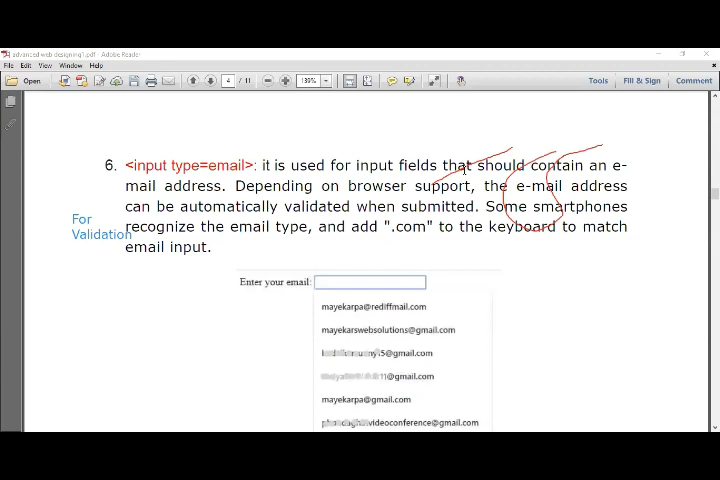 advanced web designing1.pdf - Adobe Reader
File Edit View Window Help
Open 4 / 11 139% Tools Fill & Sign Comment
6. <input type=email>: it is used for input fields that should contain an e-
mail address. Depending on browser support, the e-mail address
can be automatically validated when submitted. Some smartphones
recognize the email type, and add ".com" to the keyboard to match
email input.
For
Validation
Enter your email:
mayekarpa@rediffmail.com
mayekarswebsolutions@gmail.com
5@gmail.com
11@gmail.com
mayekarpa@gmail.com
videoconference@gmail.com